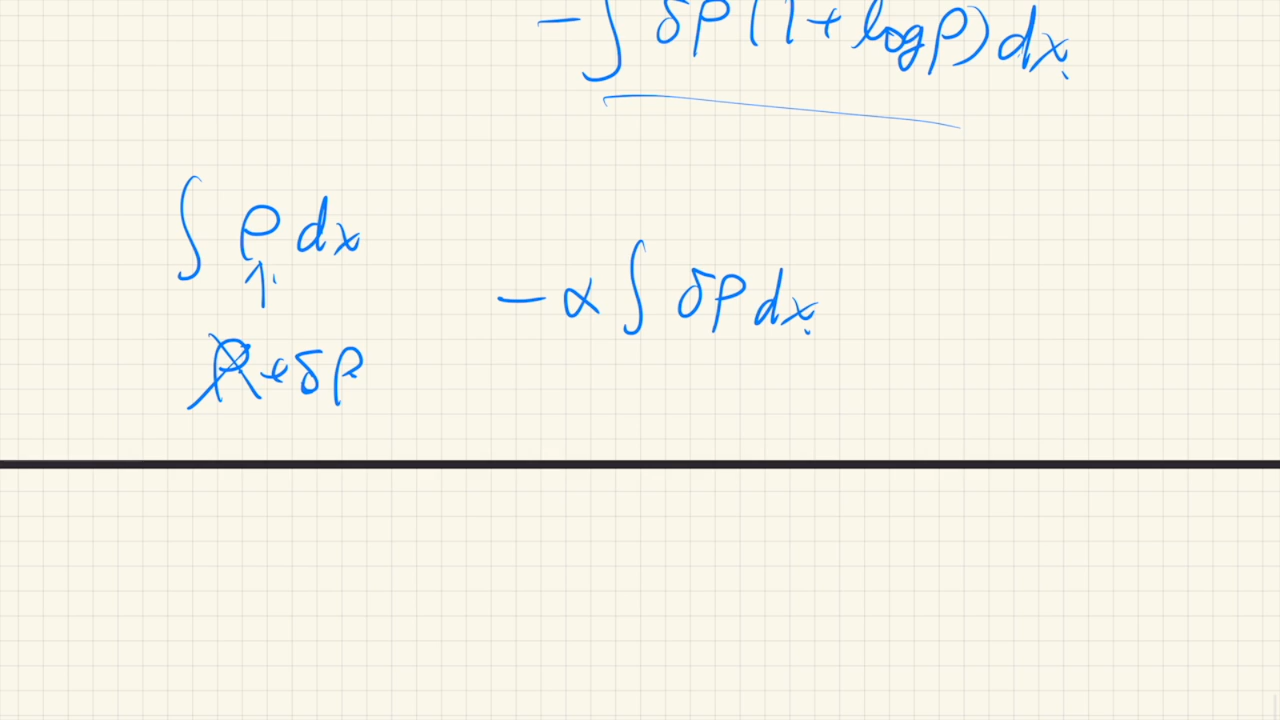 − ∫ δρ (1 + log ρ) dx
∫ ρ dx
↑
− α ∫ δρ dx
ρ + δρ